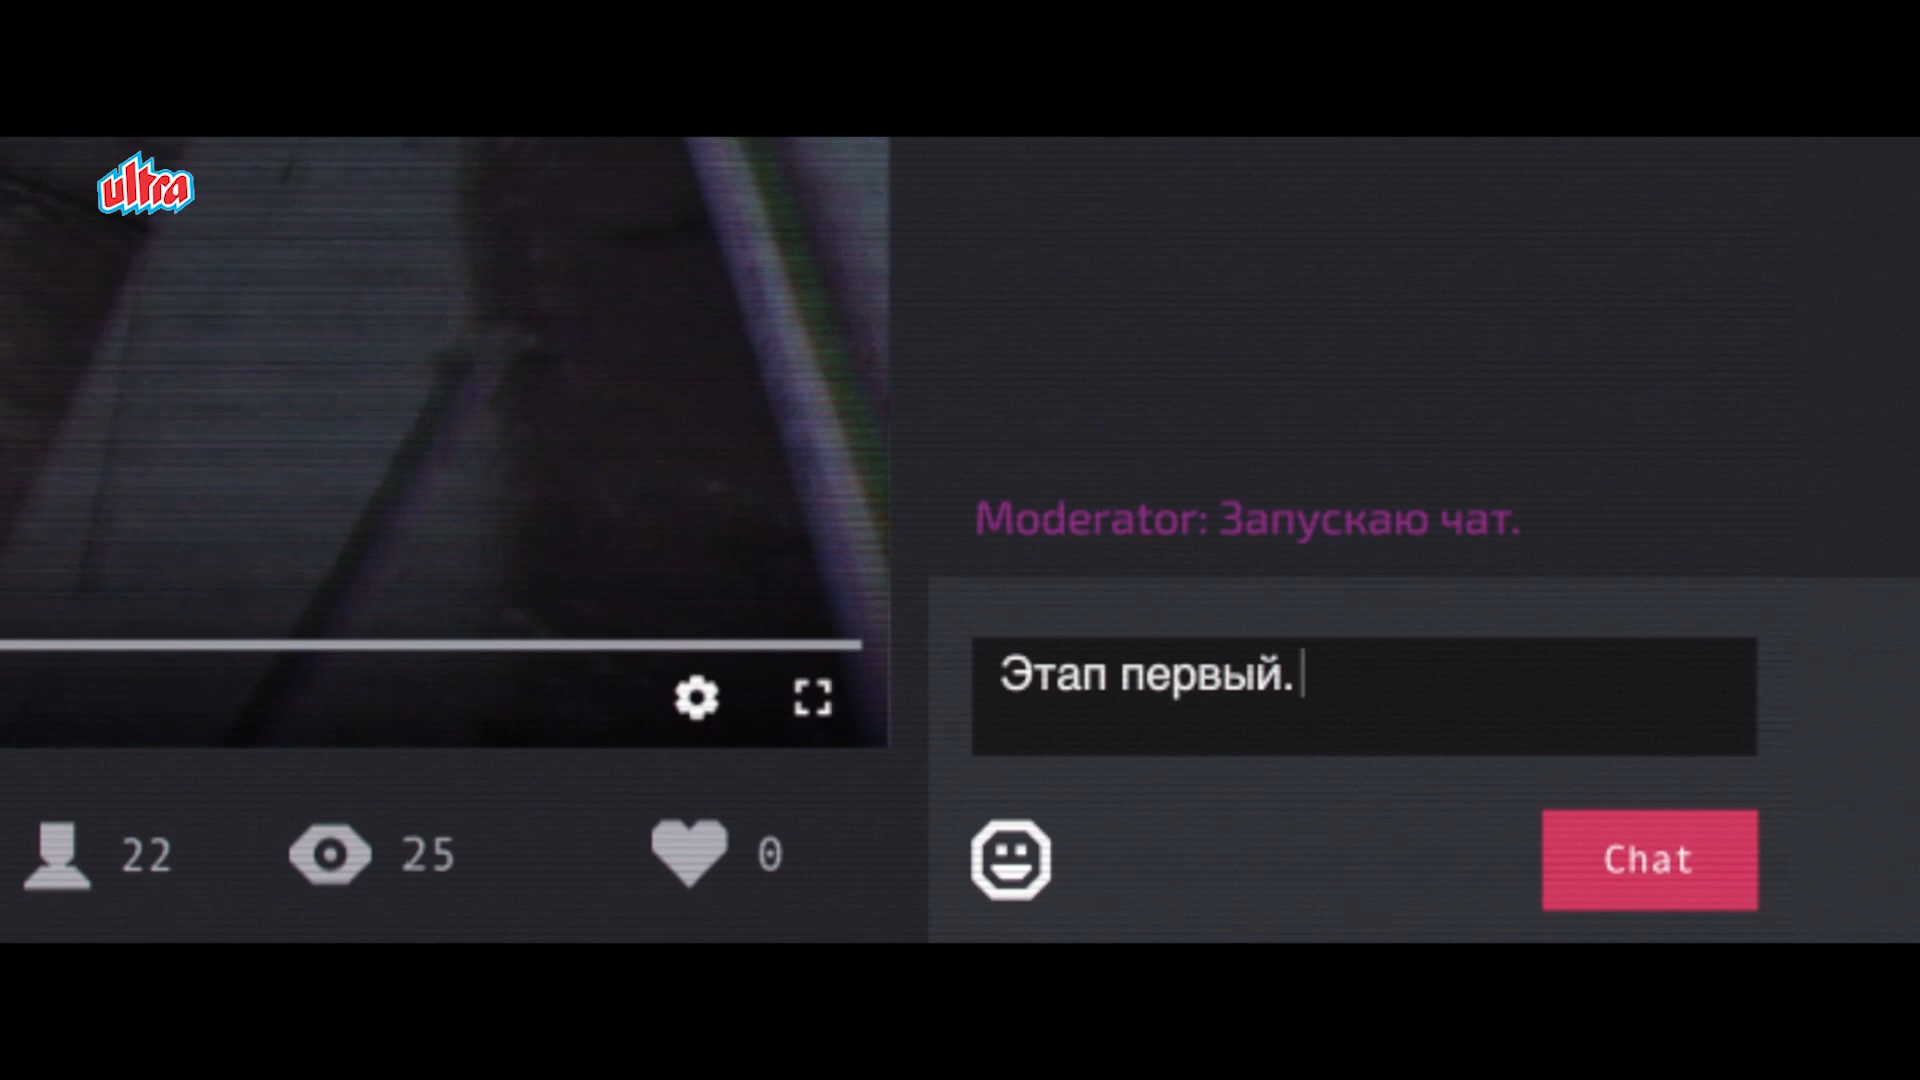 ultra
Moderator: Запускаю чат.
Этап первый.
22
25
0
Chat